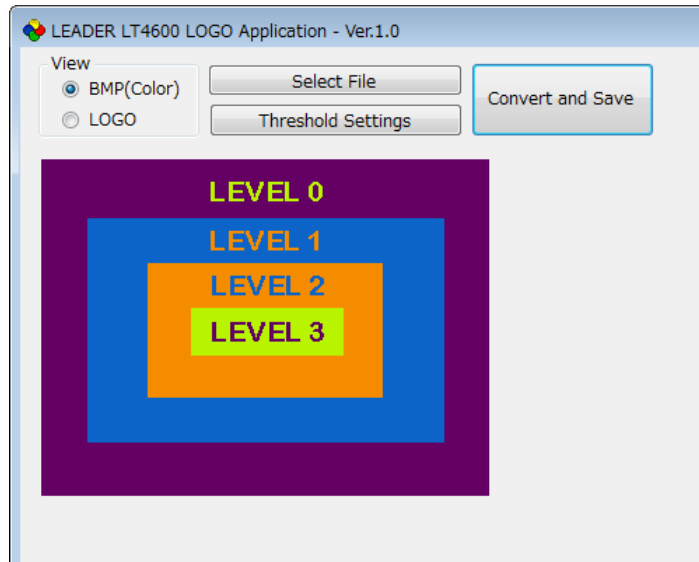 LEADER LT4600 LOGO Application - Ver.1.0
View
BMP(Color)
LOGO
Select File
Threshold Settings
Convert and Save
LEVEL 0
LEVEL 1
LEVEL 2
LEVEL 3